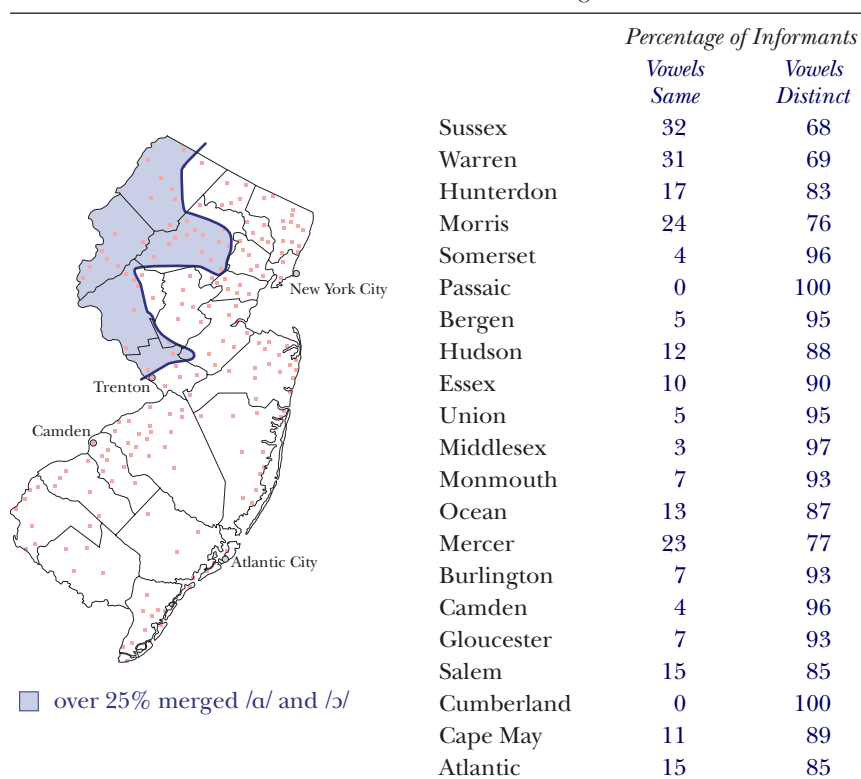 Percentage of Informants
Vowels Same Vowels Distinct
Sussex 32 68
Warren 31 69
Hunterdon 17 83
Morris 24 76
Somerset 4 96
Passaic 0 100
Bergen 5 95
Hudson 12 88
Essex 10 90
Union 5 95
Middlesex 3 97
Monmouth 7 93
Ocean 13 87
Mercer 23 77
Burlington 7 93
Camden 4 96
Gloucester 7 93
Salem 15 85
Cumberland 0 100
Cape May 11 89
Atlantic 15 85
New York City
Trenton
Camden
Atlantic City
over 25% merged /ɑ/ and /ɔ/